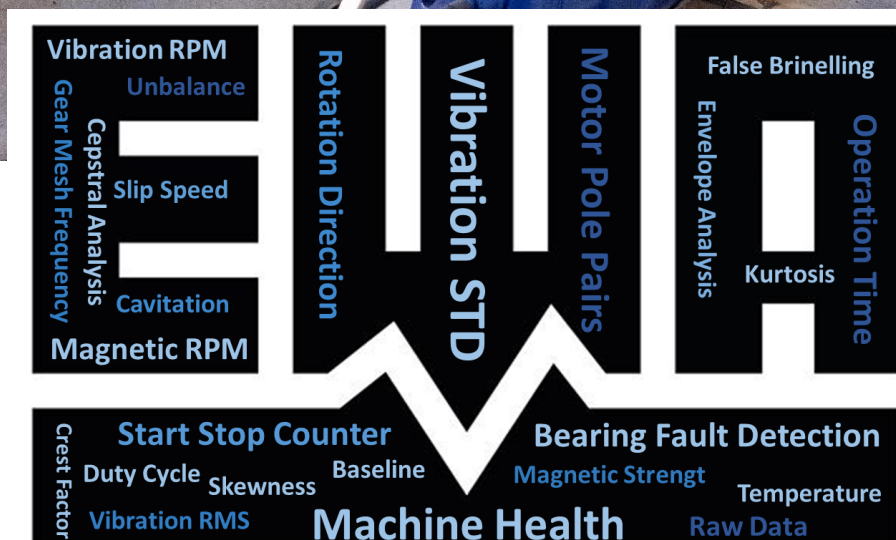 EWA
Vibration RPM
Unbalance
Gear Mesh Frequency
Cepstral Analysis
Slip Speed
Cavitation
Magnetic RPM
Rotation Direction
Vibration STD
Motor Pole Pairs
False Brinelling
Envelope Analysis
Operation Time
Kurtosis
Crest Factor
Start Stop Counter
Bearing Fault Detection
Duty Cycle
Skewness
Baseline
Magnetic Strengt
Temperature
Vibration RMS
Machine Health
Raw Data